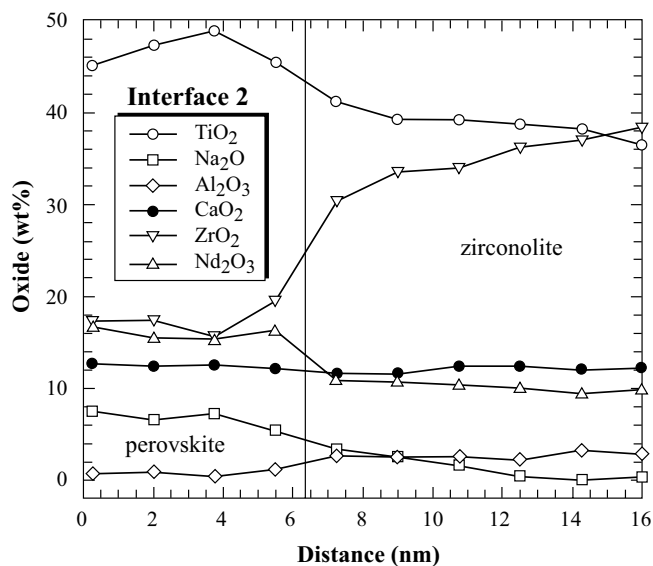 50
40
30
20
10
0
Oxide (wt%)
Interface 2
TiO₂
Na₂O
Al₂O₃
CaO₂
ZrO₂
Nd₂O₃
zirconolite
perovskite
0 2 4 6 8 10 12 14 16
Distance (nm)